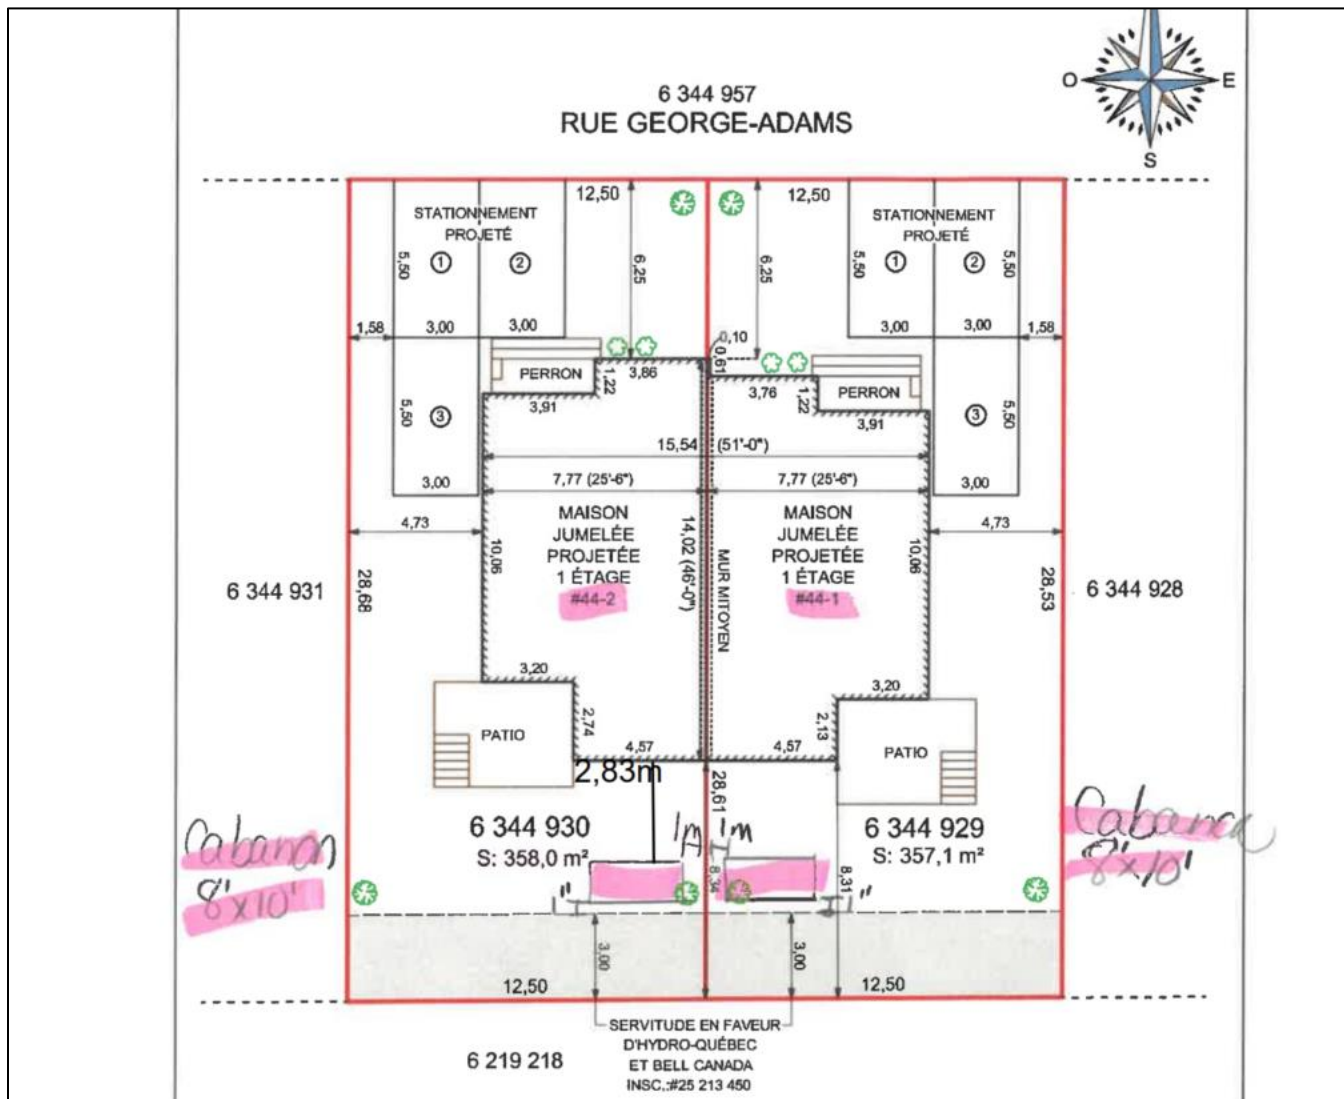 6 344 957
RUE GEORGE-ADAMS
O
E
S
12,50
12,50
STATIONNEMENT
PROJETÉ
5,50
1
2
6,25
6,25
STATIONNEMENT
PROJETÉ
5,50
1
2
5,50
1,58
3,00
3,00
0,10
3,00
3,00
1,58
0,61
PERRON
1,22
3,86
3,76
1,22
PERRON
3,91
3,91
5,50
3
3
5,50
15,54 (51'-0")
3,00
7,77 (25'-6")
7,77 (25'-6")
3,00
4,73
4,73
MAISON
JUMELÉE
PROJETÉE
1 ÉTAGE
#44-2
MAISON
JUMELÉE
PROJETÉE
1 ÉTAGE
#44-1
10,06
14,02 (46'-0")
MUR MITOYEN
10,06
6 344 931
28,68
28,53
6 344 928
3,20
3,20
PATIO
2,74
2,13
PATIO
4,57
4,57
2,83m
28,61
6 344 930
S: 358,0 m²
1m
1m
6 344 929
S: 357,1 m²
Cabanon
8'x10'
Cabanon
8'x10'
1"
8,34
8,31
1"
3,00
3,00
12,50
12,50
SERVITUDE EN FAVEUR
D'HYDRO-QUÉBEC
ET BELL CANADA
INSC.:#25 213 450
6 219 218